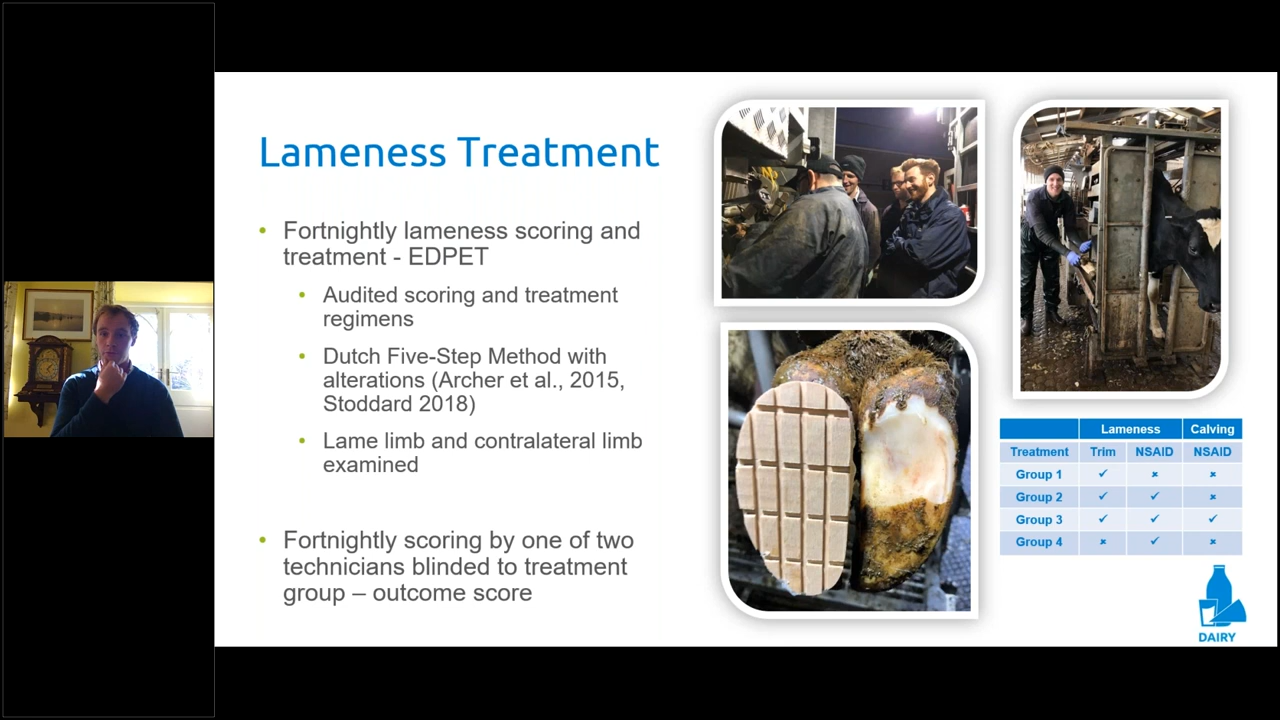 Lameness Treatment
• Fortnightly lameness scoring and
treatment - EDPET
• Audited scoring and treatment
regimens
• Dutch Five-Step Method with
alterations (Archer et al., 2015,
Stoddard 2018)
• Lame limb and contralateral limb
examined
• Fortnightly scoring by one of two
technicians blinded to treatment
group – outcome score
Lameness Calving
Treatment Trim NSAID NSAID
Group 1 ✓ × ×
Group 2 ✓ ✓ ×
Group 3 ✓ ✓ ✓
Group 4 × ✓ ×
DAIRY